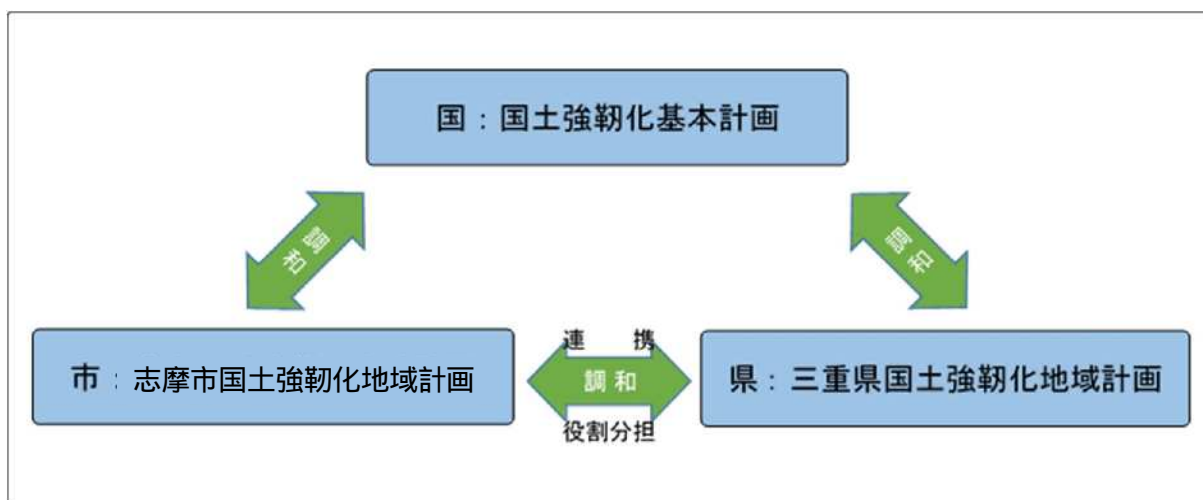 国：国土強靭化基本計画
調和
調和
市：志摩市国土強靭化地域計画
連　携
調和
役割分担
県：三重県国土強靭化地域計画